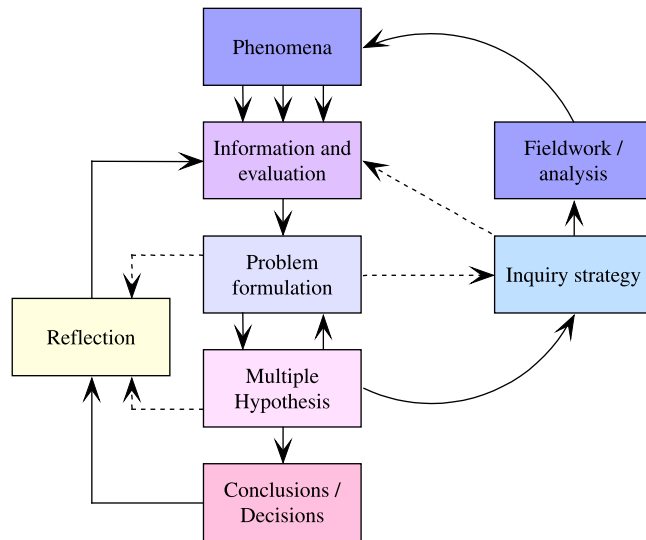 Phenomena
Information and
evaluation
Fieldwork /
analysis
Problem
formulation
Inquiry strategy
Reflection
Multiple
Hypothesis
Conclusions /
Decisions